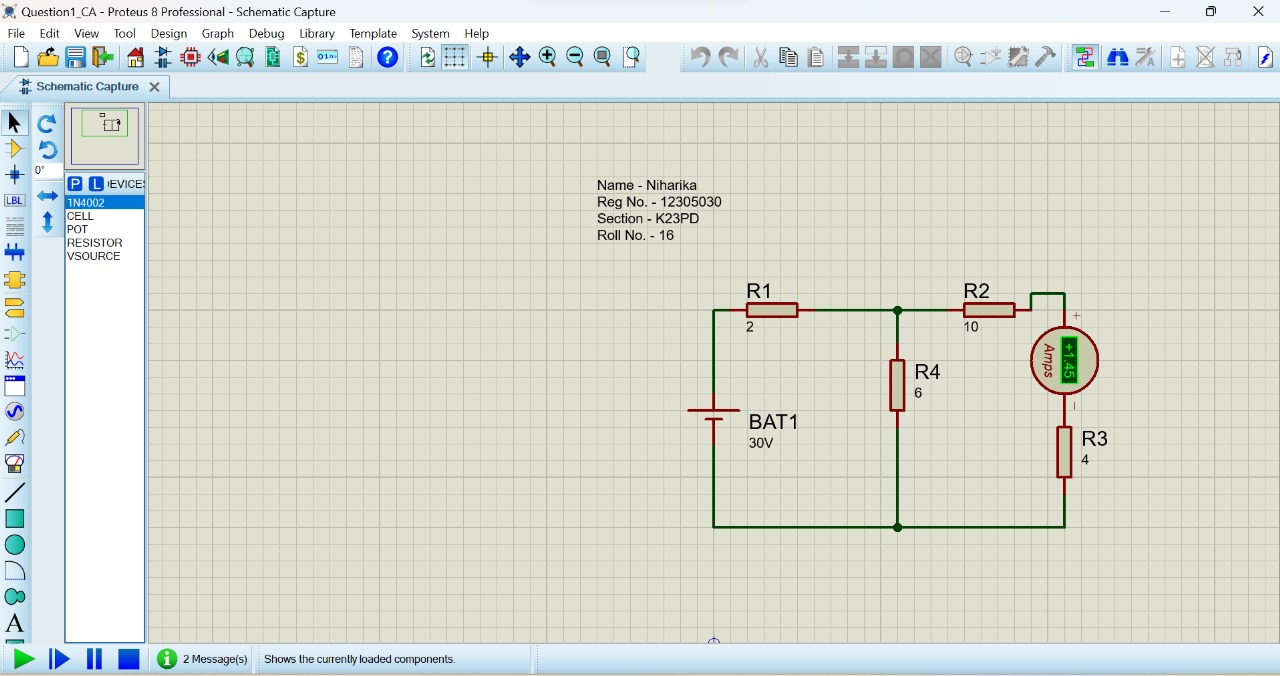 Question1_CA - Proteus 8 Professional - Schematic Capture
File Edit View Tool Design Graph Debug Library Template System Help
Schematic Capture
0°
P L EVICES
1N4002
CELL
POT
RESISTOR
VSOURCE
LBL
A
Name - Niharika
Reg No. - 12305030
Section - K23PD
Roll No. - 16
R1
2
R2
10
R4
6
+
+1.45
Amps
−
BAT1
30V
R3
4
2 Message(s)
Shows the currently loaded components.